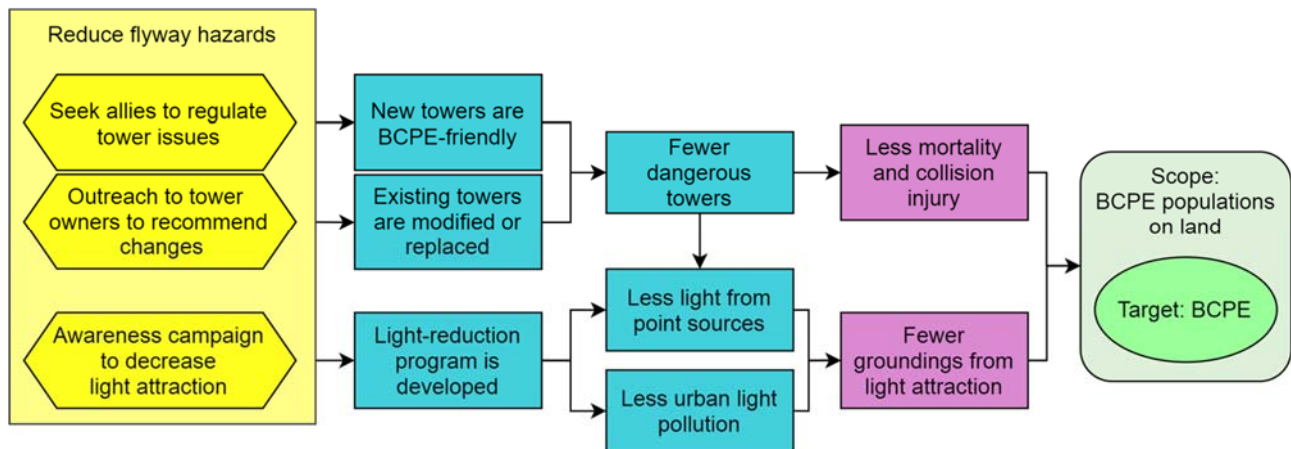 Reduce flyway hazards
Seek allies to regulate
tower issues
Outreach to tower
owners to recommend
changes
Awareness campaign
to decrease
light attraction
New towers are
BCPE-friendly
Existing towers
are modified or
replaced
Light-reduction
program is
developed
Fewer
dangerous
towers
Less light from
point sources
Less urban light
pollution
Less mortality
and collision
injury
Fewer
groundings from
light attraction
Scope:
BCPE populations
on land
Target: BCPE